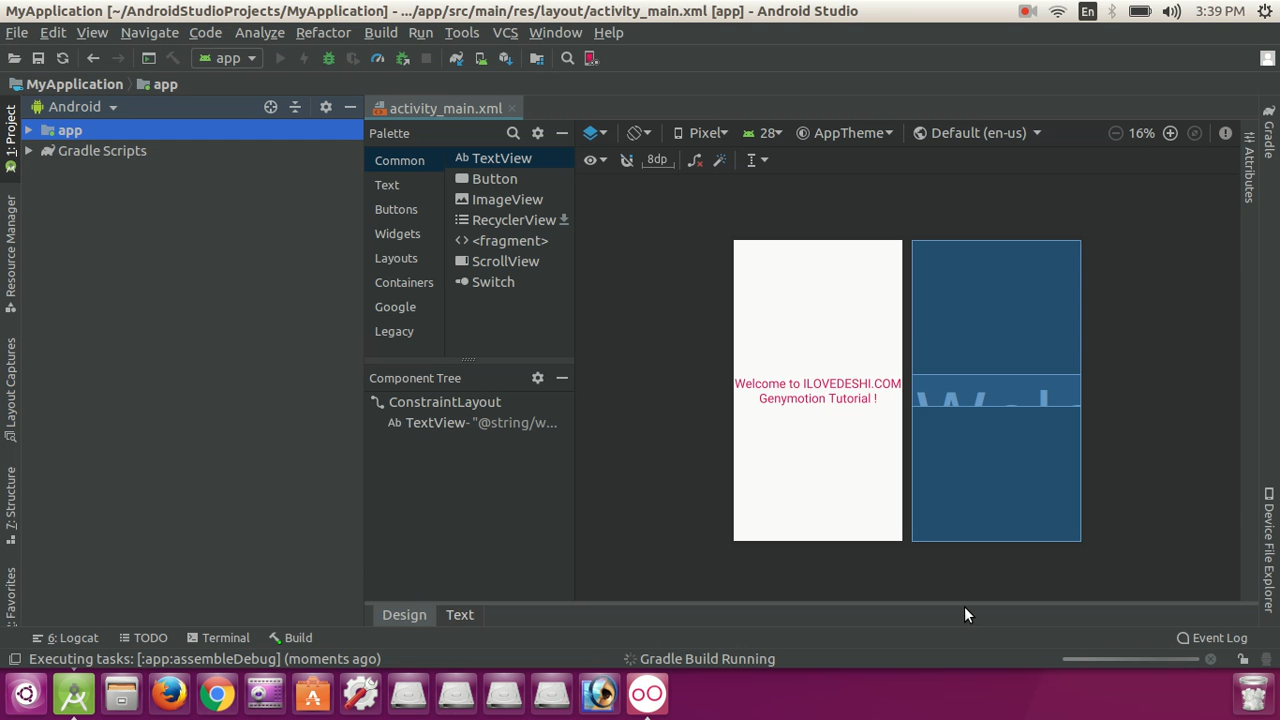 MyApplication [~/AndroidStudioProjects/MyApplication] - .../app/src/main/res/layout/activity_main.xml [app] - Android Studio
En
3:39 PM
File Edit View Navigate Code Analyze Refactor Build Run Tools VCS Window Help
app
MyApplication app
1: Project
Resource Manager
Layout Captures
7: Structure
Favorites
Android
app
Gradle Scripts
activity_main.xml
Palette
Common
Text
Buttons
Widgets
Layouts
Containers
Google
Legacy
Ab TextView
Button
ImageView
RecyclerView
<fragment>
ScrollView
Switch
Component Tree
ConstraintLayout
Ab TextView- "@string/w...
Pixel 28 AppTheme Default (en-us) 16%
8dp
Welcome to ILOVEDESHI.COM
Genymotion Tutorial !
Gradle
Attributes
Device File Explorer
Design Text
6: Logcat TODO Terminal Build Event Log
Executing tasks: [:app:assembleDebug] (moments ago) Gradle Build Running